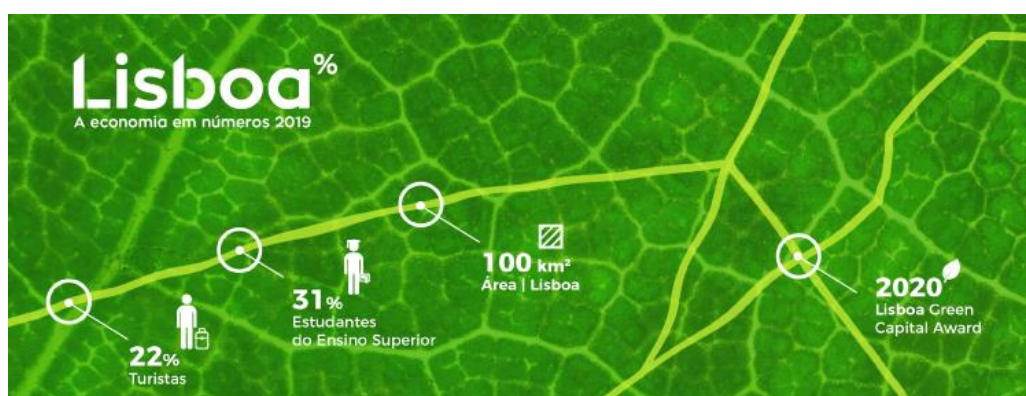 Lisboa%
A economia em números 2019
22%
Turistas
31%
Estudantes
do Ensino Superior
100 km²
Área | Lisboa
2020
Lisboa Green
Capital Award